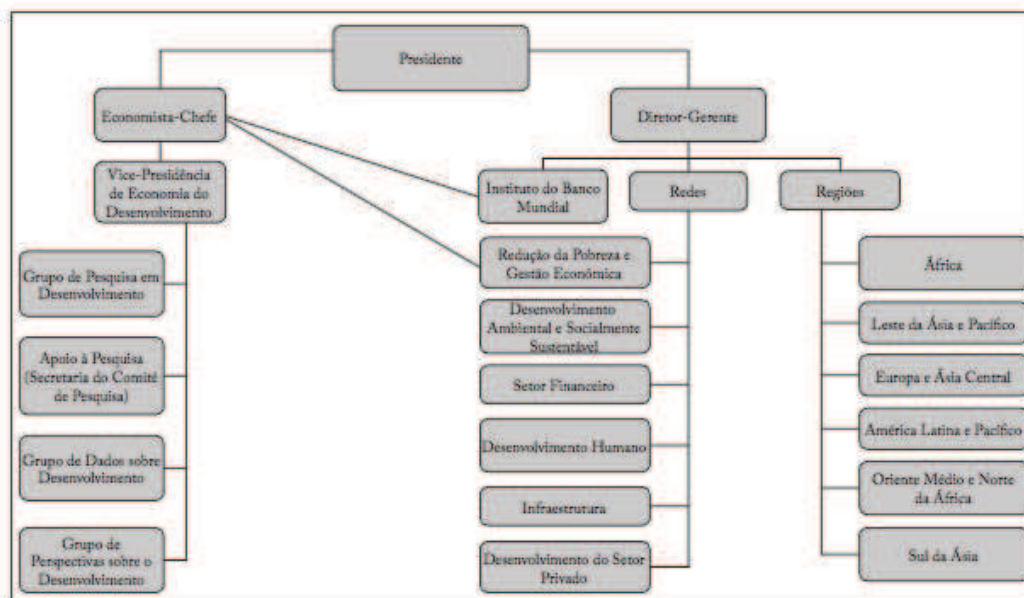 Presidente
Economista-Chefe
Diretor-Gerente
Vice-Presidência
de Economia do
Desenvolvimento
Instituto do Banco
Mundial
Redes
Regiões
Grupo de Pesquisa em
Desenvolvimento
Apoio à Pesquisa
(Secretaria do Comitê
de Pesquisa)
Grupo de Dados sobre
Desenvolvimento
Grupo de
Perspectivas sobre o
Desenvolvimento
Redução da Pobreza e
Gestão Econômica
Desenvolvimento
Ambiental e Socialmente
Sustentável
Setor Financeiro
Desenvolvimento Humano
Infraestrutura
Desenvolvimento do Setor
Privado
África
Leste da Ásia e Pacífico
Europa e Ásia Central
América Latina e Pacífico
Oriente Médio e Norte
da África
Sul da Ásia